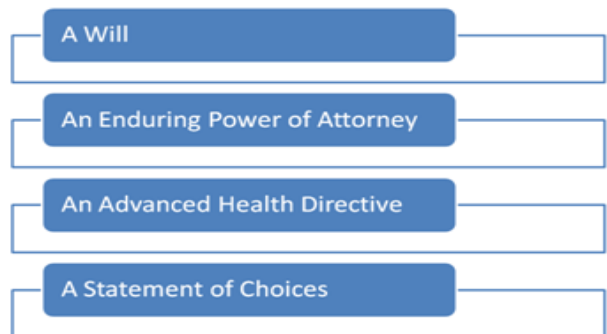 A Will
An Enduring Power of Attorney
An Advanced Health Directive
A Statement of Choices